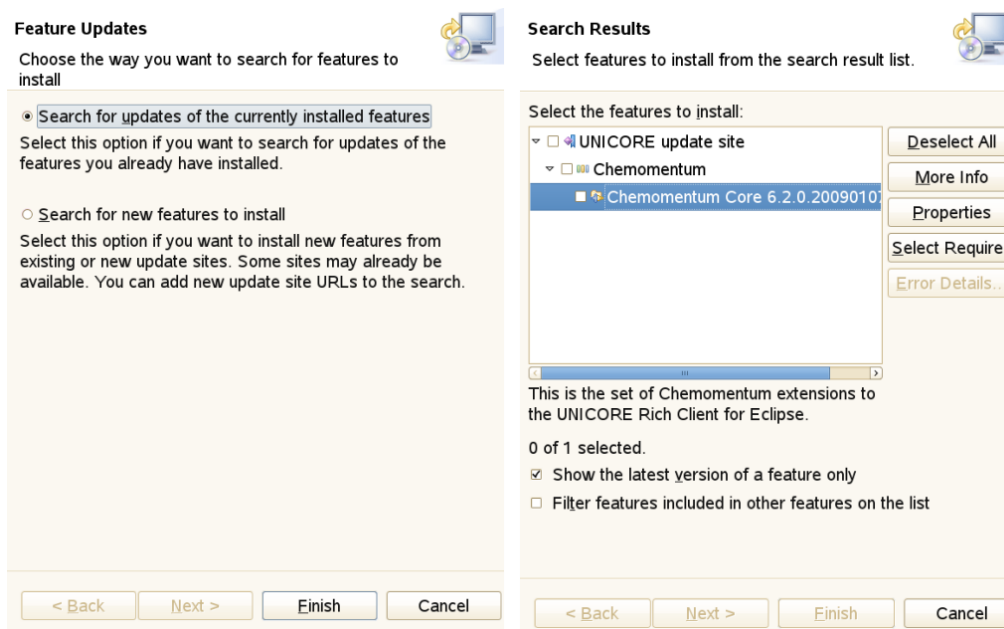 Feature Updates
Choose the way you want to search for features to
install
Search for updates of the currently installed features
Select this option if you want to search for updates of the
features you already have installed.
Search for new features to install
Select this option if you want to install new features from
existing or new update sites. Some sites may already be
available. You can add new update site URLs to the search.
< Back
Next >
Finish
Cancel
Search Results
Select features to install from the search result list.
Select the features to install:
UNICORE update site
Chemomentum
Chemomentum Core 6.2.0.20090107
Deselect All
More Info
Properties
Select Require
Error Details..
This is the set of Chemomentum extensions to
the UNICORE Rich Client for Eclipse.
0 of 1 selected.
Show the latest version of a feature only
Filter features included in other features on the list
< Back
Next >
Finish
Cancel